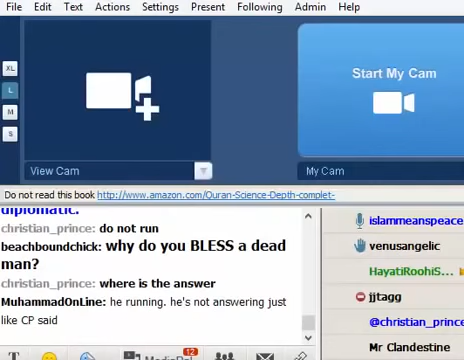 File Edit Text Actions Settings Present Following Admin Help
XL
L
M
S
Start My Cam
View Cam
My Cam
Do not read this book http://www.amazon.com/Quran-Science-Depth-complet-
diplomatic.
christian_prince: do not run
beachboundchick: why do you BLESS a dead
man?
christian_prince: where is the answer
MuhammadOnLine: he running. he's not answering just
like CP said
islammeanspeace
venusangelic
HayatiRoohiS...
jjtagg
@christian_prince
Mr Clandestine
12